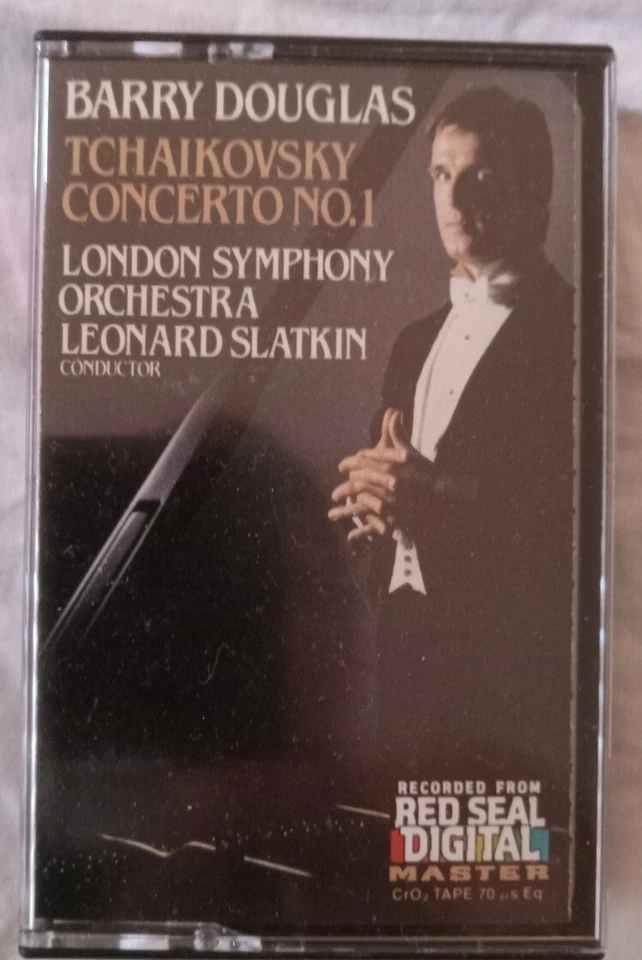 BARRY DOUGLAS
TCHAIKOVSKY
CONCERTO NO.1
LONDON SYMPHONY
ORCHESTRA
LEONARD SLATKIN
CONDUCTOR
RECORDED FROM
RED SEAL
DIGITAL
MASTER
CrO₂ TAPE 70 μs Eq